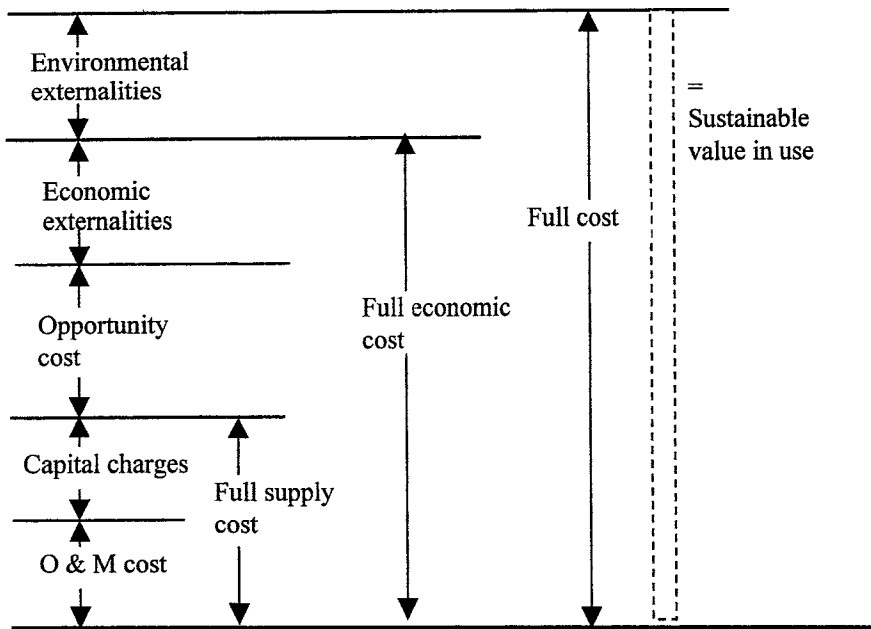 Environmental
externalities
=
Sustainable
value in use
Economic
externalities
Full cost
Full economic
cost
Opportunity
cost
Capital charges
Full supply
cost
O & M cost